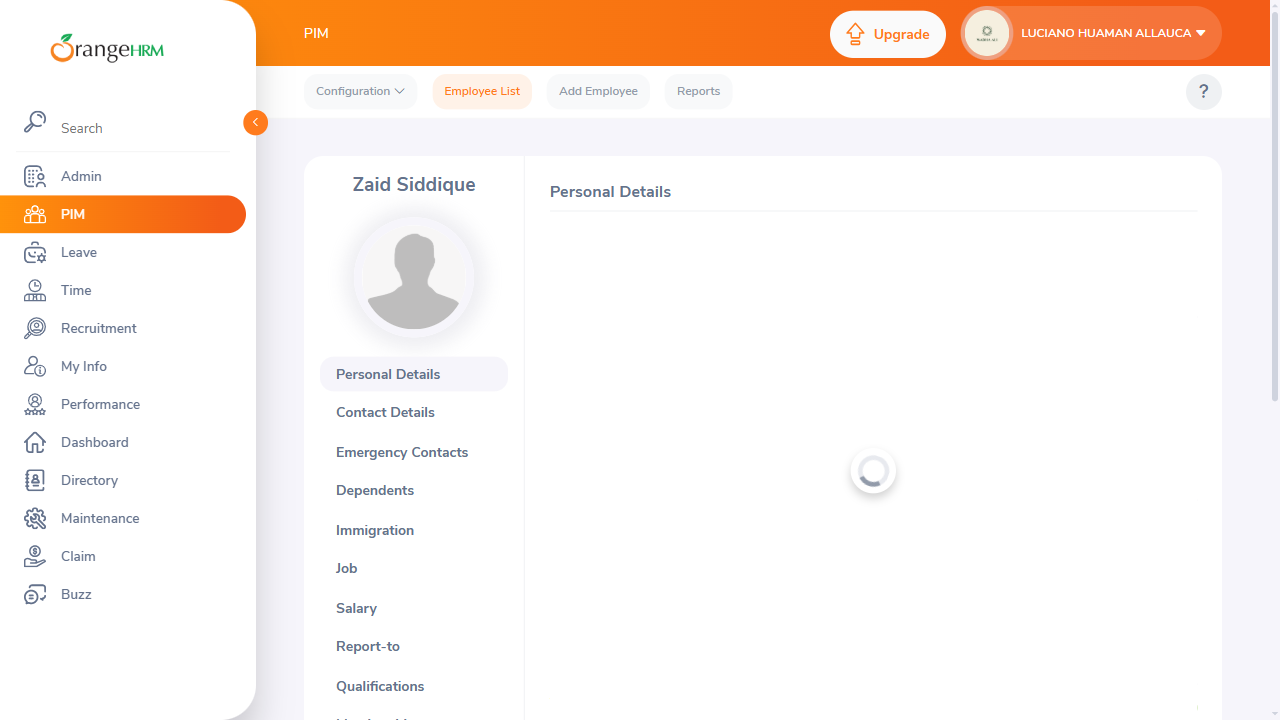 OrangeHRM
PIM
Upgrade
LUCIANO HUAMAN ALLAUCA
Configuration
Employee List
Add Employee
Reports
?
Search
Admin
PIM
Leave
Time
Recruitment
My Info
Performance
Dashboard
Directory
Maintenance
Claim
Buzz
Zaid Siddique
Personal Details
Contact Details
Emergency Contacts
Dependents
Immigration
Job
Salary
Report-to
Qualifications
Personal Details